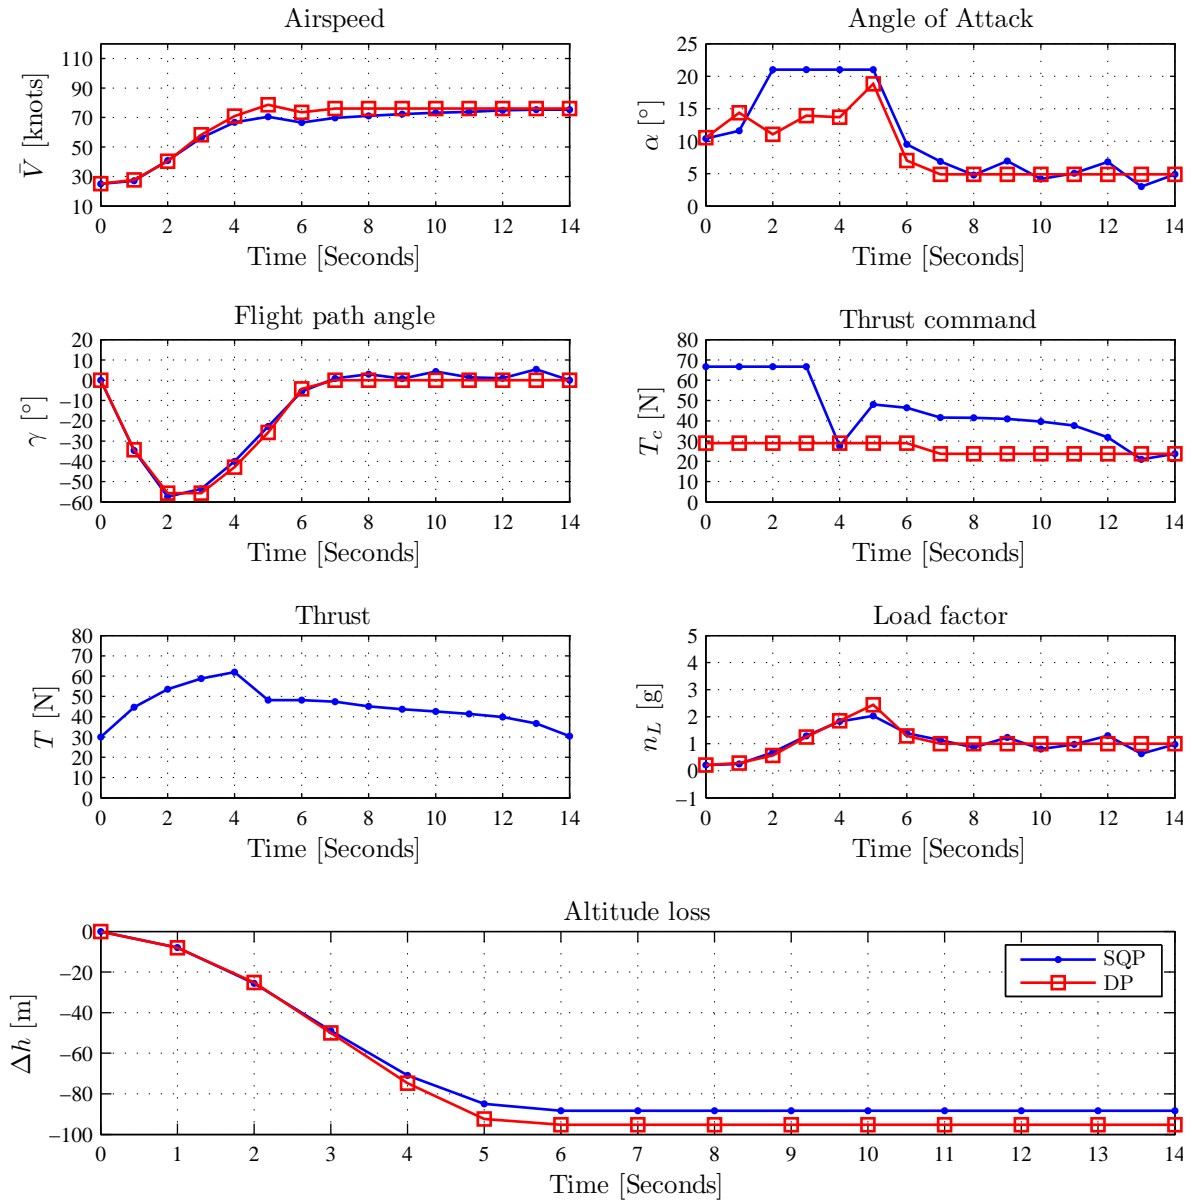 Airspeed
110
90
70
50
30
10
V̄ [knots]
0 2 4 6 8 10 12 14
Time [Seconds]
Angle of Attack
25
20
15
10
5
0
α [°]
0 2 4 6 8 10 12 14
Time [Seconds]
Flight path angle
20
10
0
−10
−20
−30
−40
−50
−60
γ [°]
0 2 4 6 8 10 12 14
Time [Seconds]
Thrust command
80
70
60
50
40
30
20
10
0
T_c [N]
0 2 4 6 8 10 12 14
Time [Seconds]
Thrust
80
70
60
50
40
30
20
10
0
T [N]
0 2 4 6 8 10 12 14
Time [Seconds]
Load factor
5
4
3
2
1
0
−1
n_L [g]
0 2 4 6 8 10 12 14
Time [Seconds]
Altitude loss
0
−20
−40
−60
−80
−100
Δh [m]
SQP
DP
0 1 2 3 4 5 6 7 8 9 10 11 12 13 14
Time [Seconds]